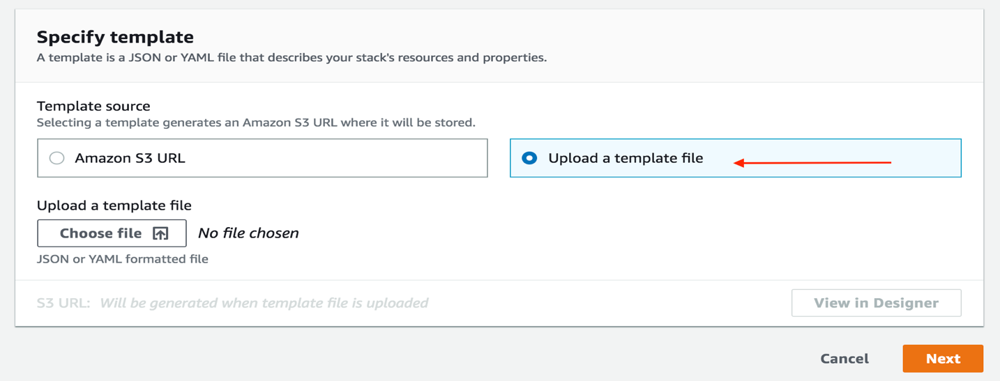 Specify template
A template is a JSON or YAML file that describes your stack's resources and properties.
Template source
Selecting a template generates an Amazon S3 URL where it will be stored.
Amazon S3 URL
Upload a template file
Upload a template file
Choose file No file chosen
JSON or YAML formatted file
S3 URL: Will be generated when template file is uploaded
View in Designer
Cancel
Next